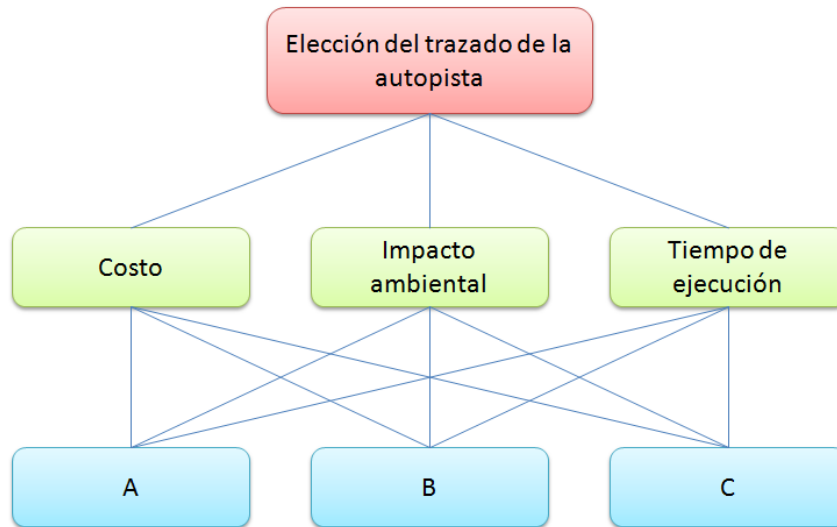 Elección del trazado de la
autopista
Costo
Impacto
ambiental
Tiempo de
ejecución
A
B
C